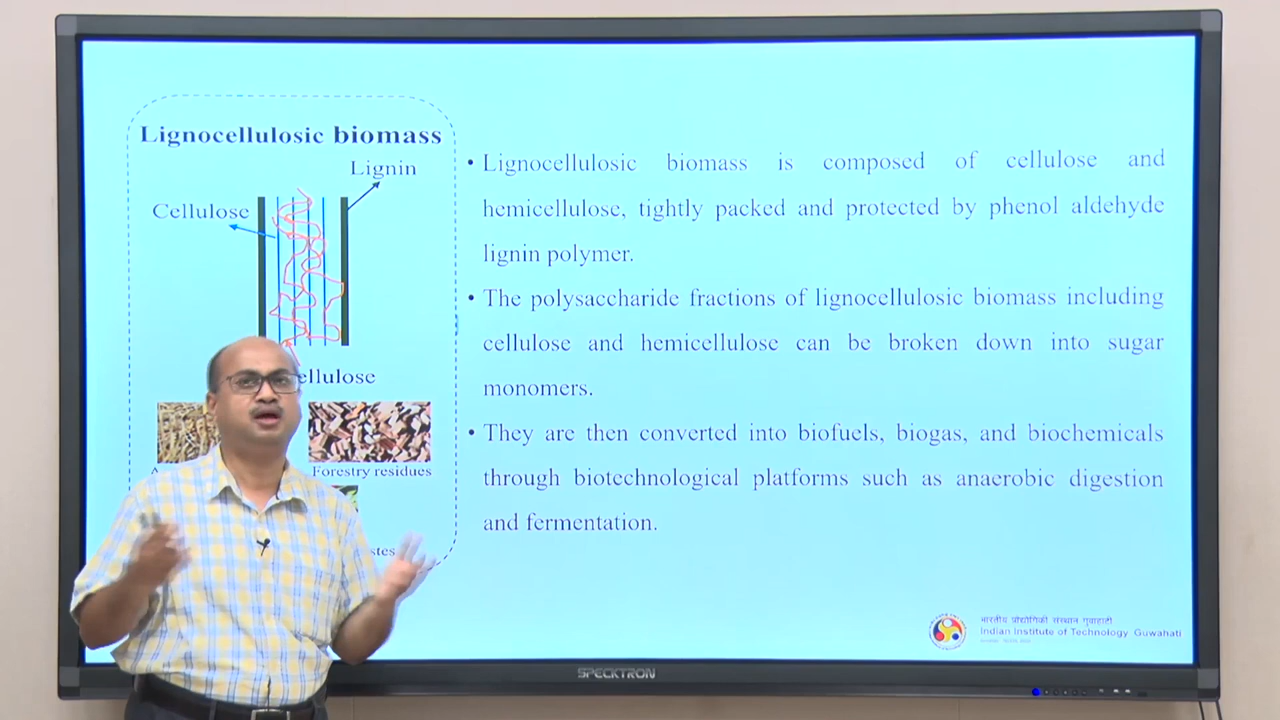 Lignocellulosic biomass
Lignin
Cellulose
ellulose
Forestry residues
stes
• Lignocellulosic biomass is composed of cellulose and
hemicellulose, tightly packed and protected by phenol aldehyde
lignin polymer.
• The polysaccharide fractions of lignocellulosic biomass including
cellulose and hemicellulose can be broken down into sugar
monomers.
• They are then converted into biofuels, biogas, and biochemicals
through biotechnological platforms such as anaerobic digestion
and fermentation.
भारतीय प्रौद्योगिकी संस्थान गुवाहाटी
Indian Institute of Technology Guwahati
SPECKTRON